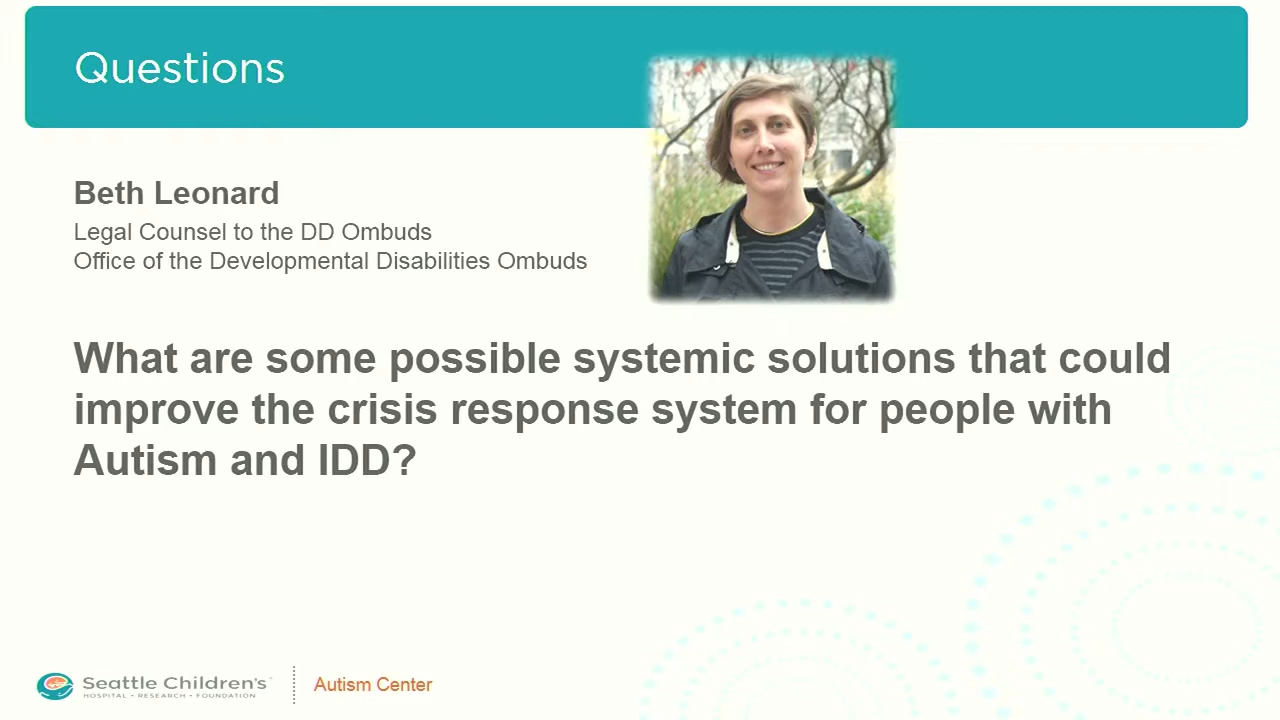 Questions
Beth Leonard
Legal Counsel to the DD Ombuds
Office of the Developmental Disabilities Ombuds
What are some possible systemic solutions that could
improve the crisis response system for people with
Autism and IDD?
Seattle Children's
HOSPITAL • RESEARCH • FOUNDATION
Autism Center